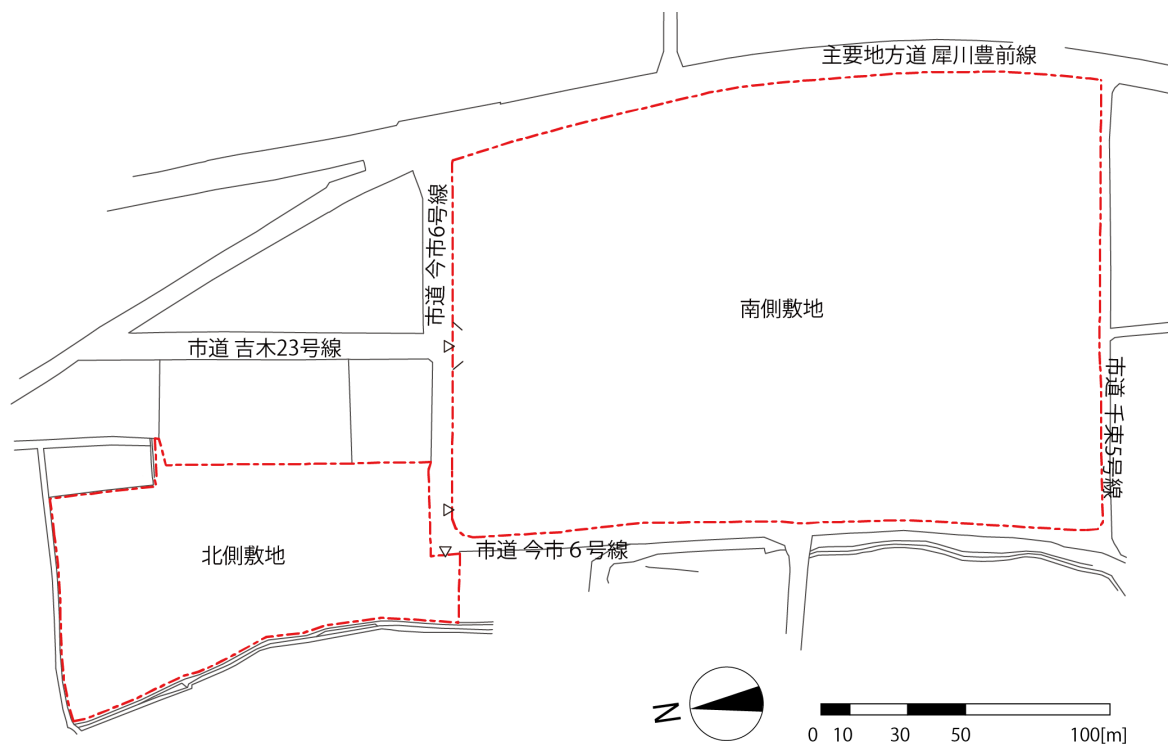 主要地方道 犀川豊前線
市道 今市6号線
南側敷地
市道 吉木23号線
市道 千束5号線
市道 今市６号線
北側敷地
N
0 10 30 50 100[m]